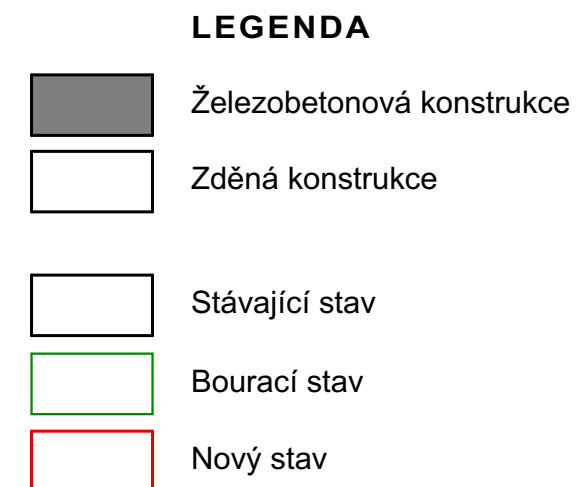 LEGENDA
Železobetonová konstrukce
Zděná konstrukce
Stávající stav
Bourací stav
Nový stav